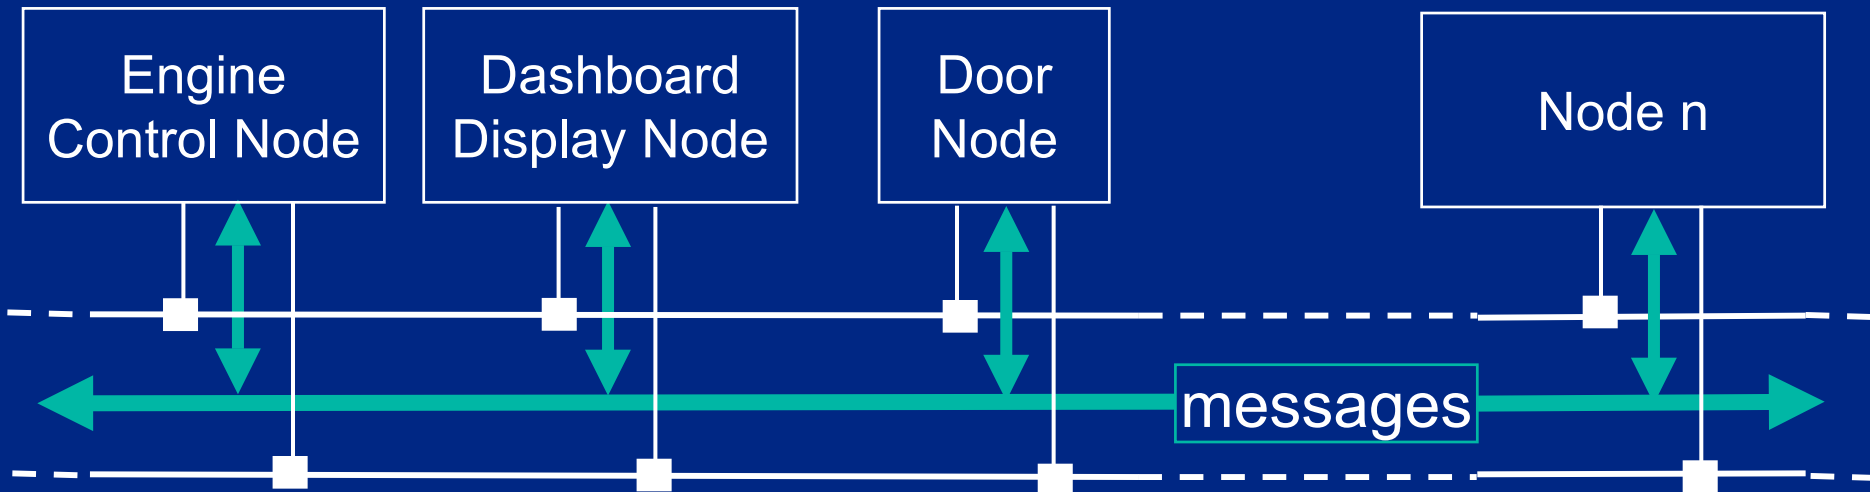 Engine
Control Node
Dashboard
Display Node
Door
Node
Node n
messages